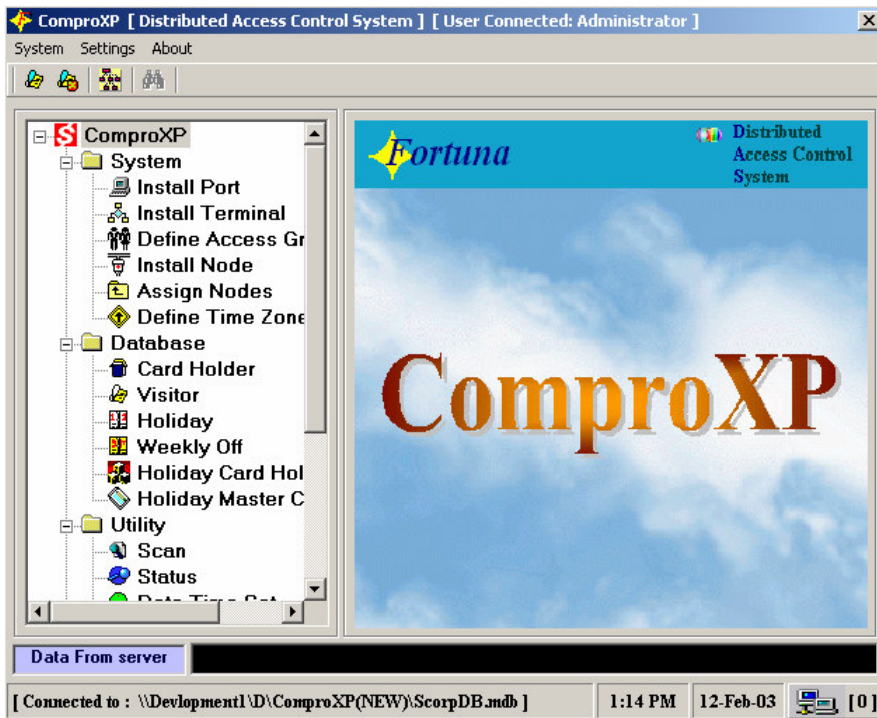 ComproXP [ Distributed Access Control System ] [ User Connected: Administrator ]
System Settings About
ComproXP
System
Install Port
Install Terminal
Define Access Gr
Install Node
Assign Nodes
Define Time Zone
Database
Card Holder
Visitor
Holiday
Weekly Off
Holiday Card Hol
Holiday Master C
Utility
Scan
Status
Fortuna
Distributed
Access Control
System
ComproXP
Data From server
[ Connected to : \\Devlopment1\D\ComproXP(NEW)\ScorpDB.mdb ]
1:14 PM
12-Feb-03
[0]